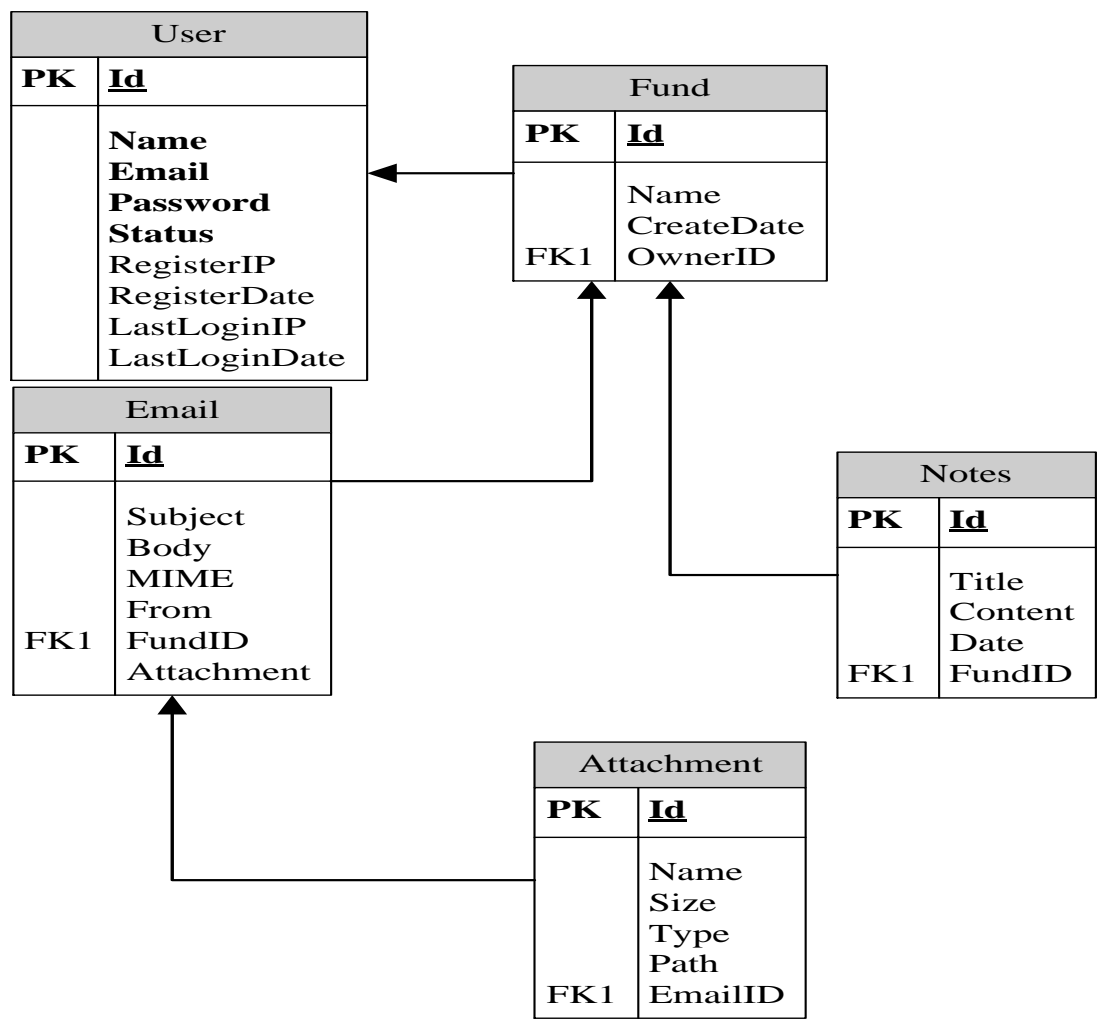 User
PK Id
Name
Email
Password
Status
RegisterIP
RegisterDate
LastLoginIP
LastLoginDate
Fund
PK Id
Name
CreateDate
FK1 OwnerID
Email
PK Id
Subject
Body
MIME
From
FK1 FundID
Attachment
Notes
PK Id
Title
Content
Date
FK1 FundID
Attachment
PK Id
Name
Size
Type
Path
FK1 EmailID